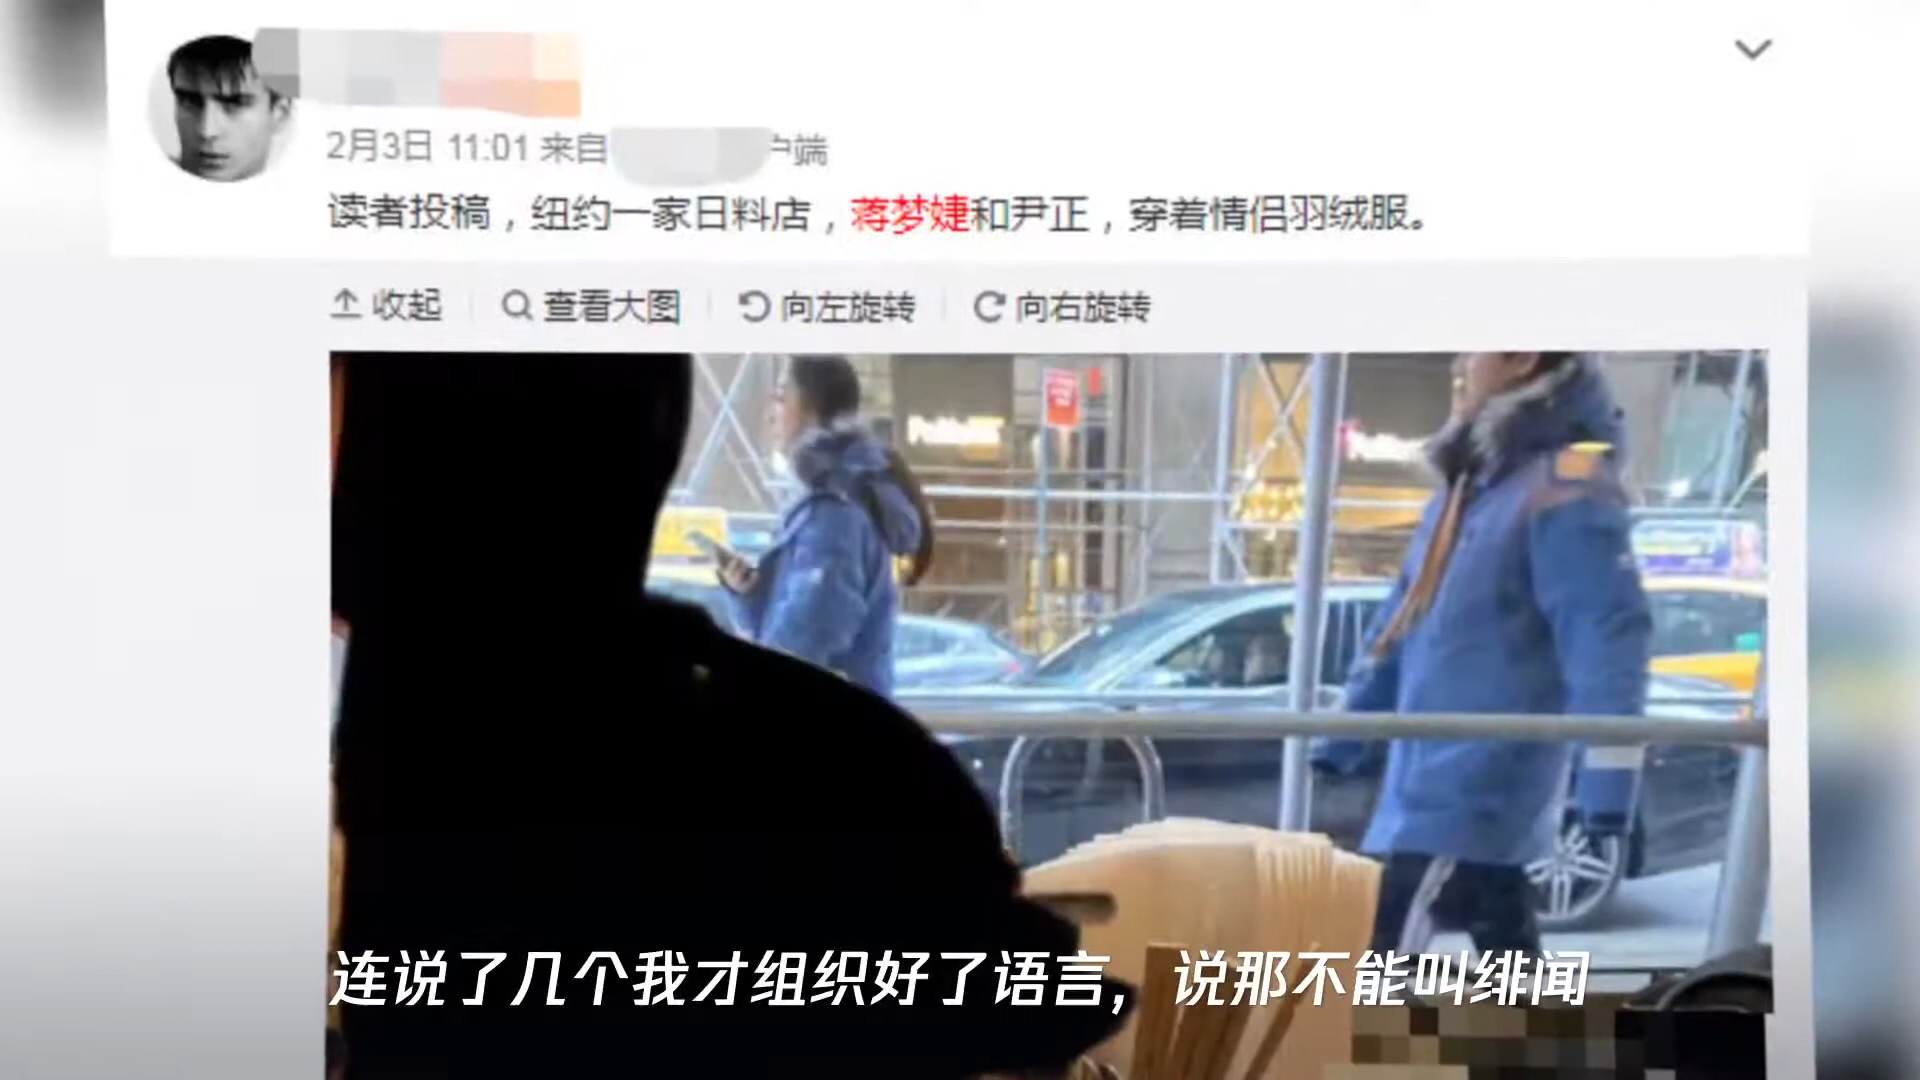 2月3日 11:01 来自 户端
读者投稿，纽约一家日料店，蒋梦婕和尹正，穿着情侣羽绒服。
收起 查看大图 向左旋转 向右旋转
连说了几个我才组织好了语言，说那不能叫绯闻